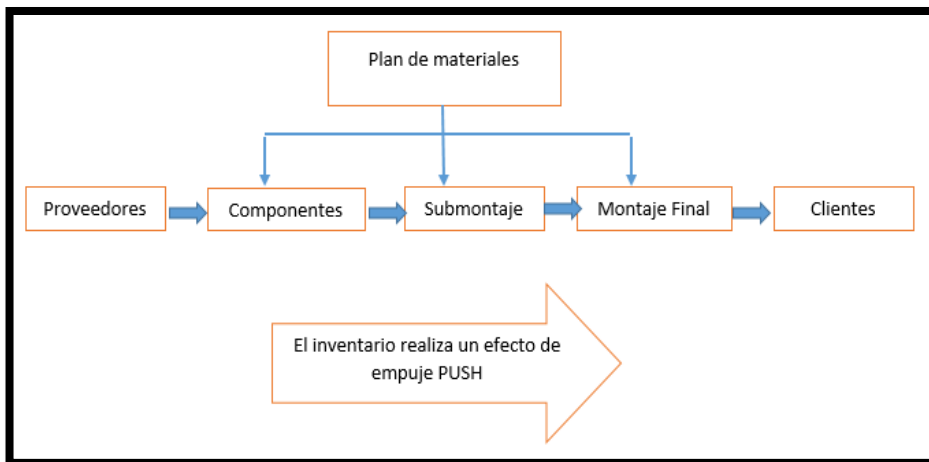 Plan de materiales
Proveedores
Componentes
Submontaje
Montaje Final
Clientes
El inventario realiza un efecto de
empuje PUSH